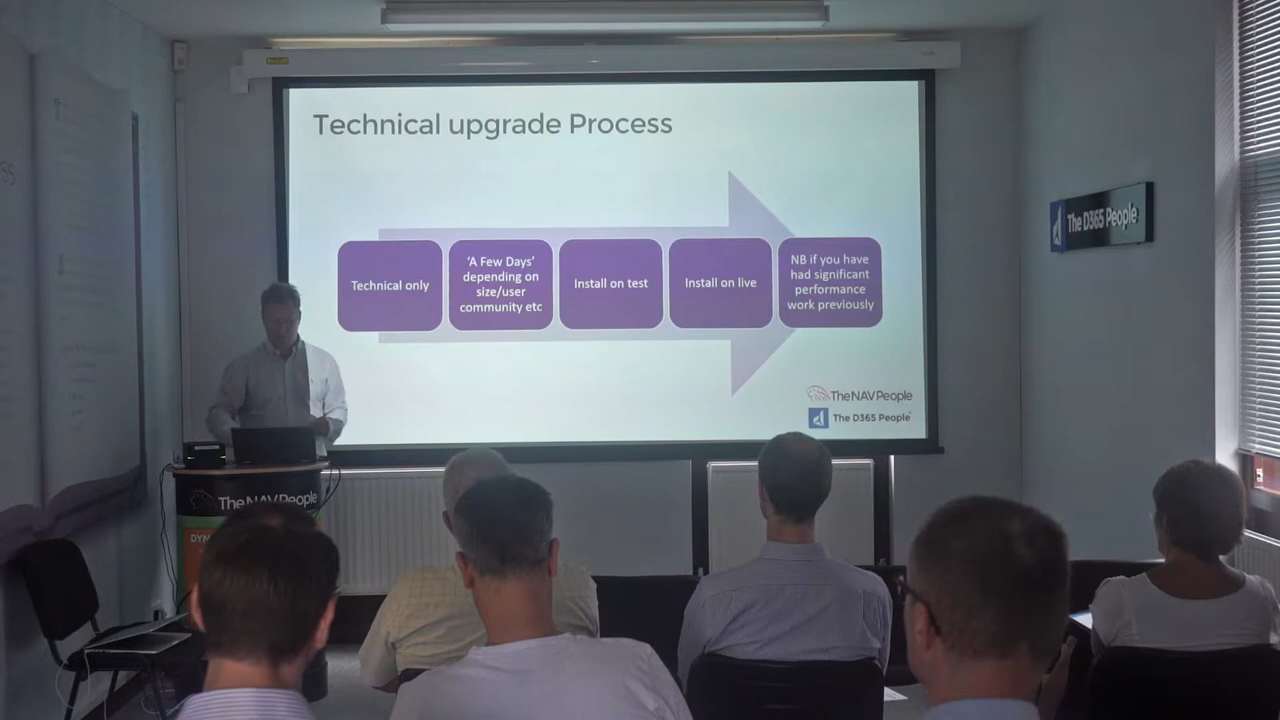 Technical upgrade Process
Technical only
'A Few Days'
depending on
size/user
community etc
Install on test
Install on live
NB if you have
had significant
performance
work previously
TheNAVPeople
The D365 People
The D365 People
TheNAVPeople